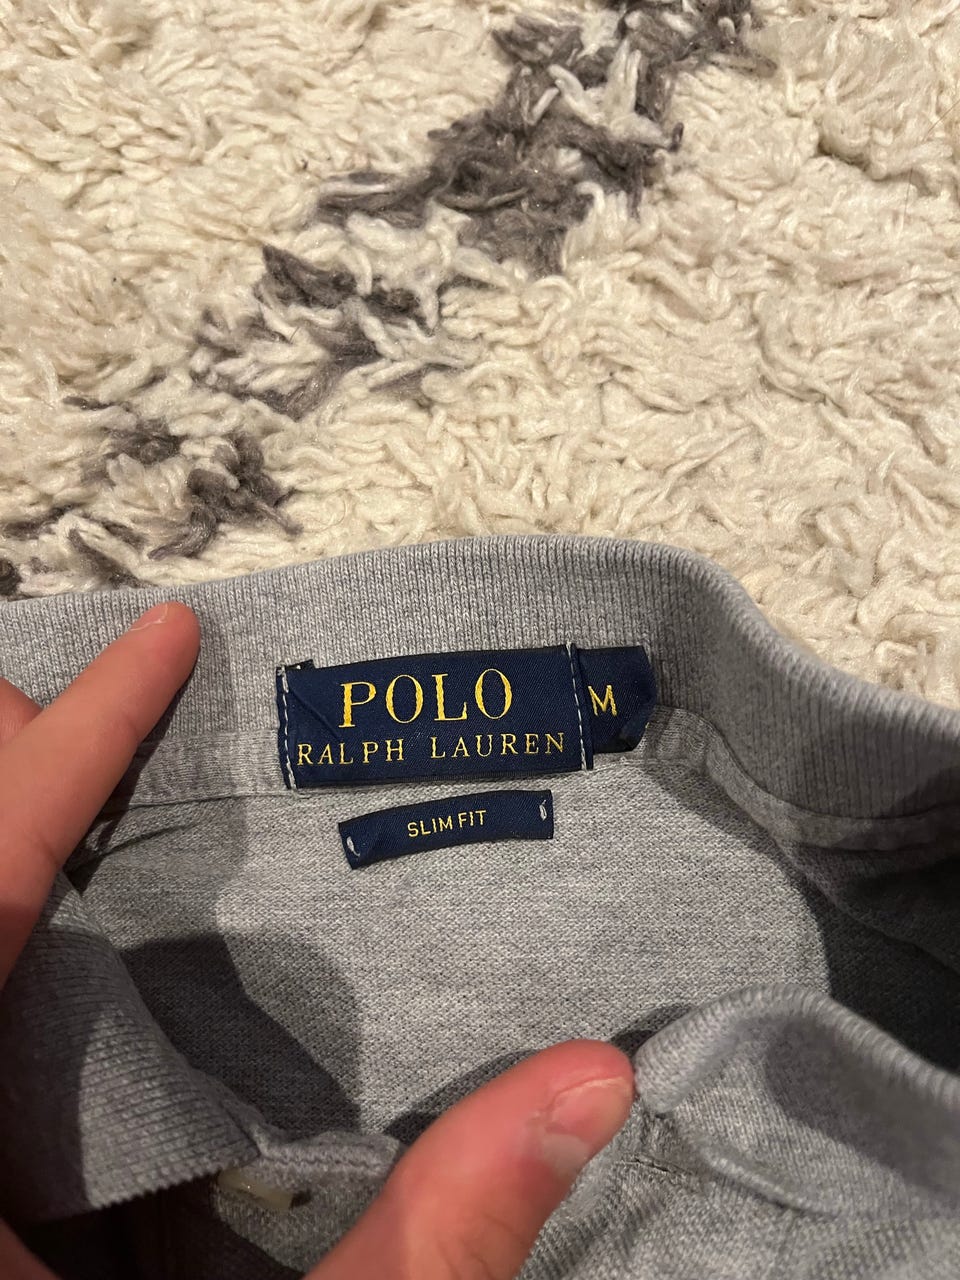 POLO
RALPH LAUREN
M
SLIM FIT